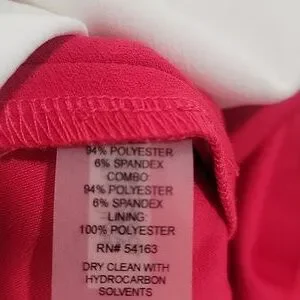 94% POLYESTER
6% SPANDEX
COMBO:
94% POLYESTER
6% SPANDEX
LINING:
100% POLYESTER
RN# 54163
DRY CLEAN WITH
HYDROCARBON
SOLVENTS